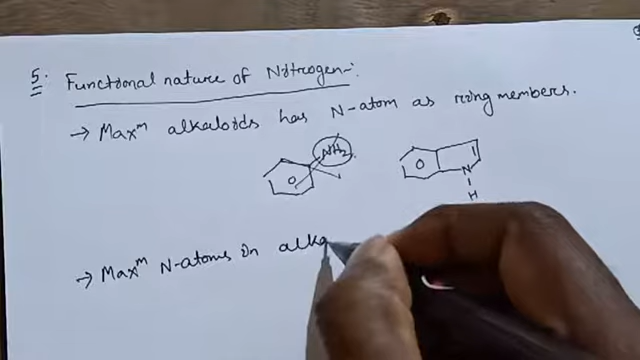 5. Functional nature of Nitrogen:-
→ Maxᵐ alkaloids has N-atom as ring members.
NH₂
N
H
→ Maxᵐ N-atoms in alka